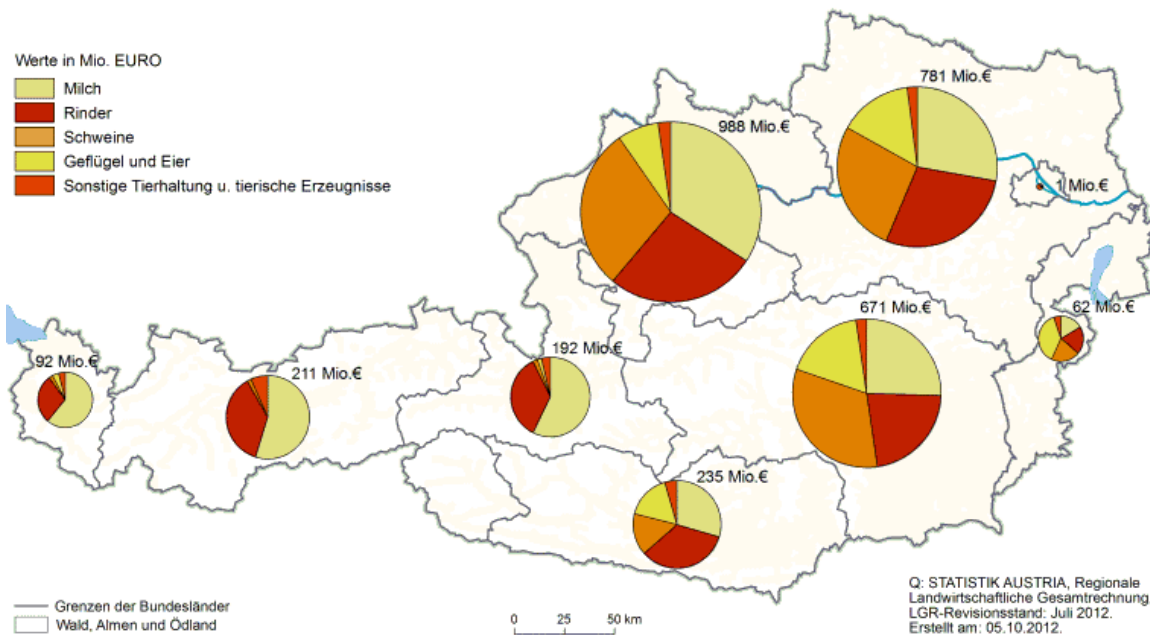 Werte in Mio. EURO
Milch
Rinder
Schweine
Geflügel und Eier
Sonstige Tierhaltung u. tierische Erzeugnisse
781 Mio.€
988 Mio.€
1 Mio.€
62 Mio.€
671 Mio.€
192 Mio.€
92 Mio.€
211 Mio.€
235 Mio.€
Grenzen der Bundesländer
Wald, Almen und Ödland
0 25 50 km
Q: STATISTIK AUSTRIA, Regionale
Landwirtschaftliche Gesamtrechnung.
LGR-Revisionsstand: Juli 2012.
Erstellt am: 05.10.2012.